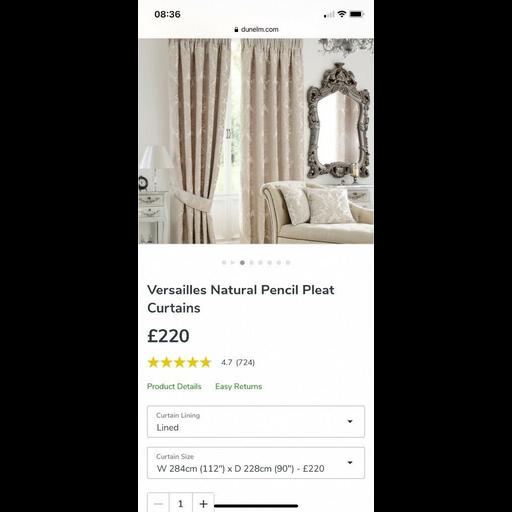 08:36
dunelm.com
Versailles Natural Pencil Pleat
Curtains
£220
4.7 (724)
Product Details Easy Returns
Curtain Lining
Lined
Curtain Size
W 284cm (112") x D 228cm (90") - £220
— 1 +